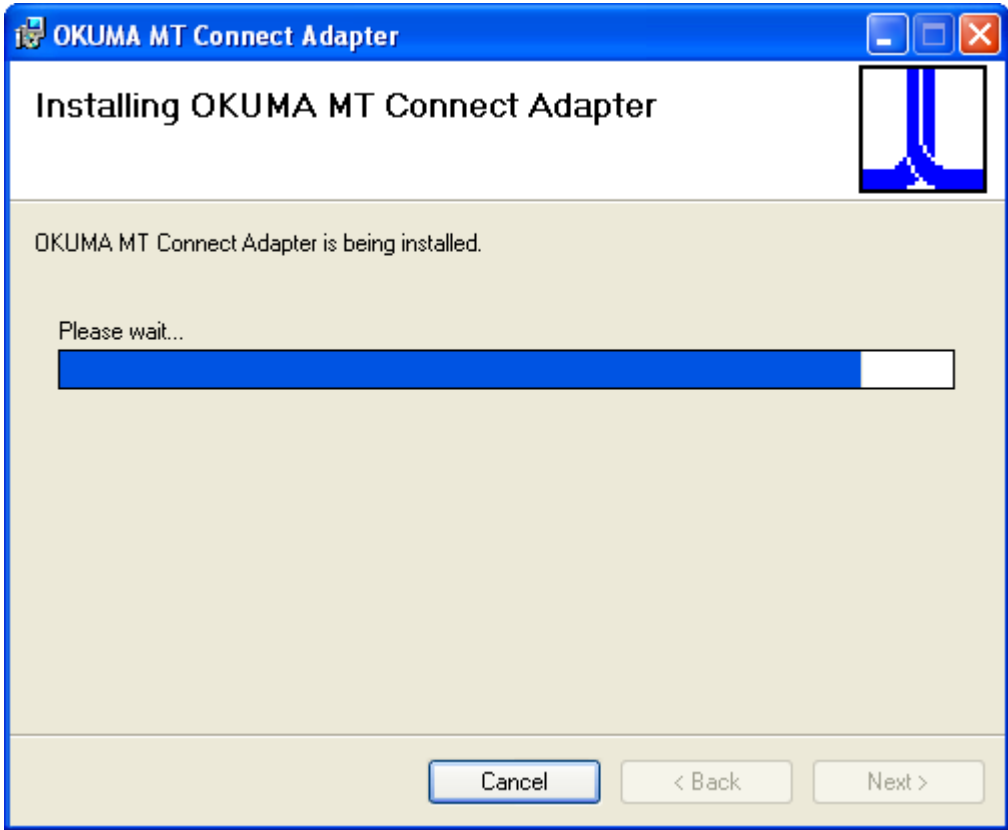 OKUMA MT Connect Adapter
Installing OKUMA MT Connect Adapter
OKUMA MT Connect Adapter is being installed.
Please wait...
Cancel
< Back
Next >